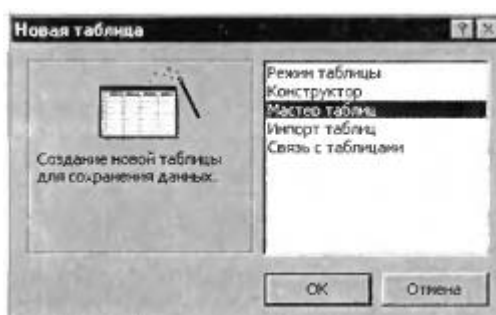 Новая таблица
Создание новой таблицы
для сохранения данных.
Режим таблицы
Конструктор
Мастер таблиц
Импорт таблиц
Связь с таблицами
ОК
Отмена